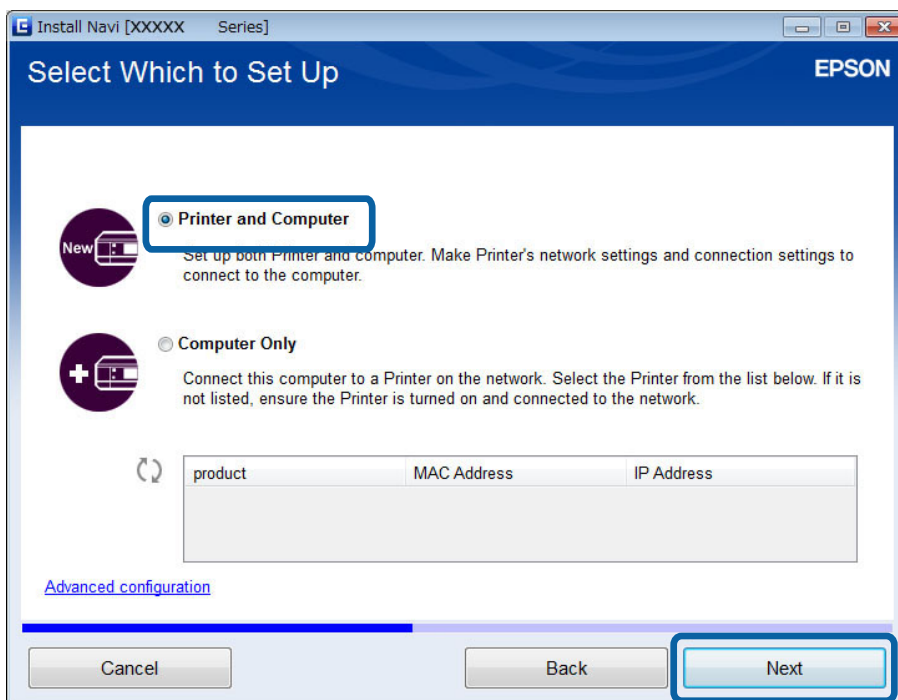 Install Navi [XXXXX Series]
Select Which to Set Up
EPSON
New
Printer and Computer
Set up both Printer and computer. Make Printer's network settings and connection settings to
connect to the computer.
Computer Only
Connect this computer to a Printer on the network. Select the Printer from the list below. If it is
not listed, ensure the Printer is turned on and connected to the network.
product MAC Address IP Address
Advanced configuration
Cancel Back Next